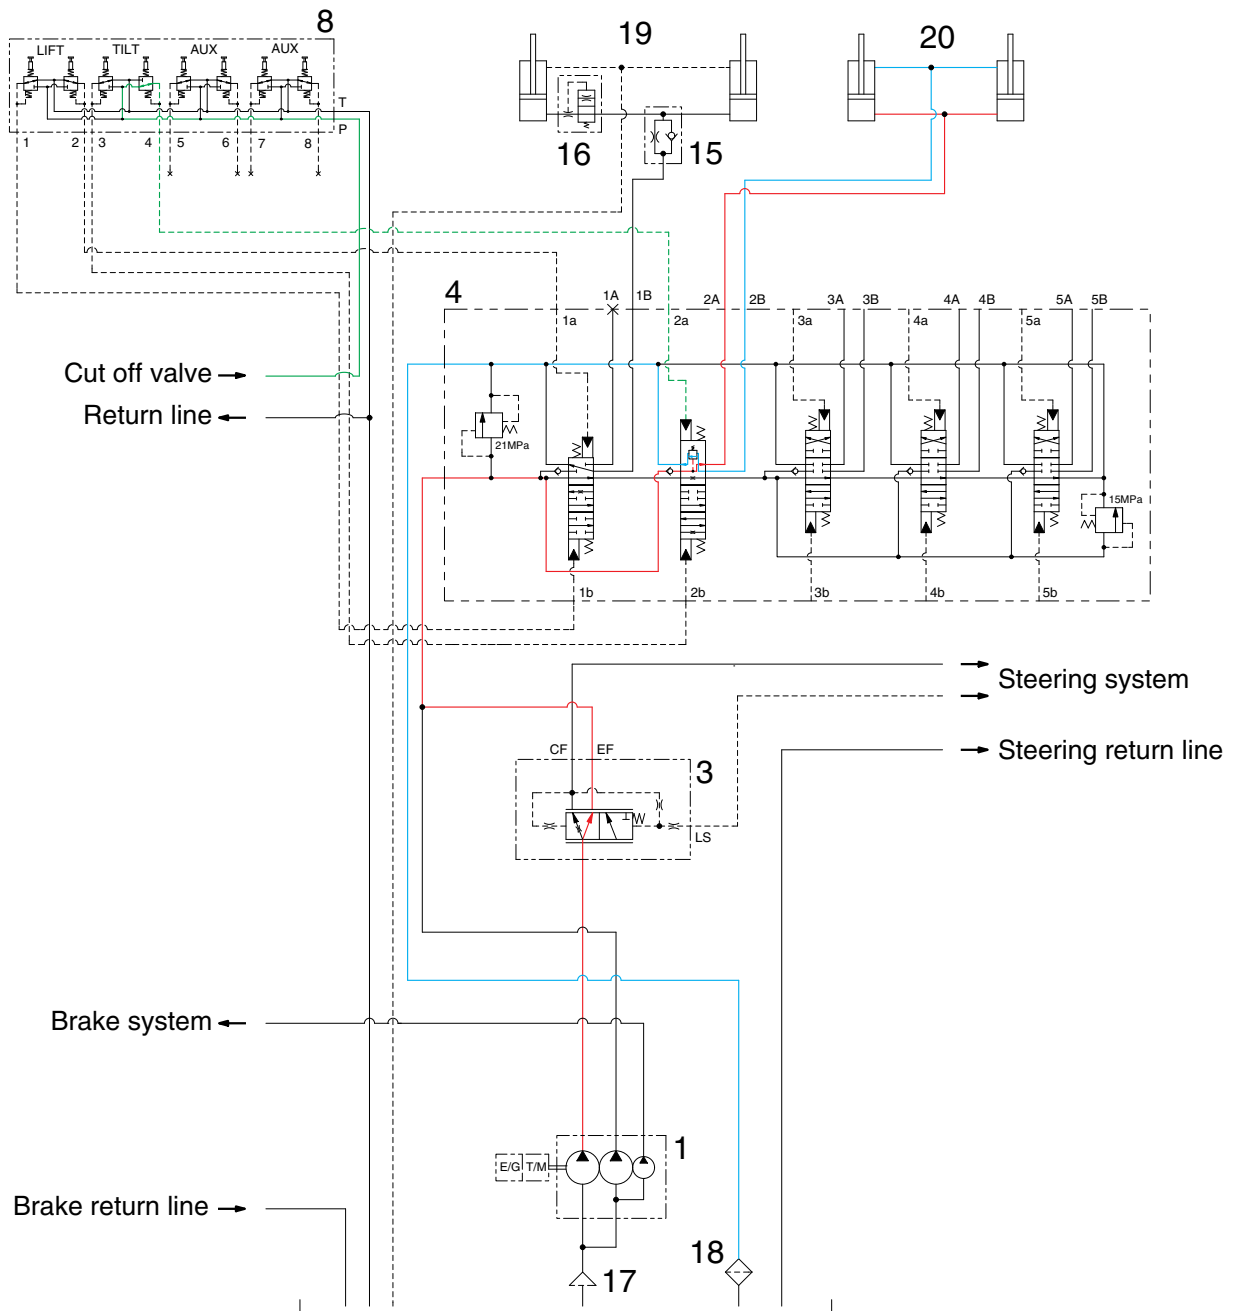 8
19
20
LIFT TILT AUX AUX
T
P
1 2 3 4 5 6 7 8
16 15
4
1A 1B 2A 2B 3A 3B 4A 4B 5A 5B
1a 2a 3a 4a 5a
Cut off valve
Return line
21MPa
15MPa
1b 2b 3b 4b 5b
Steering system
Steering return line
CF EF
3
LS
Brake system
1
E/G T/M
Brake return line
18
17